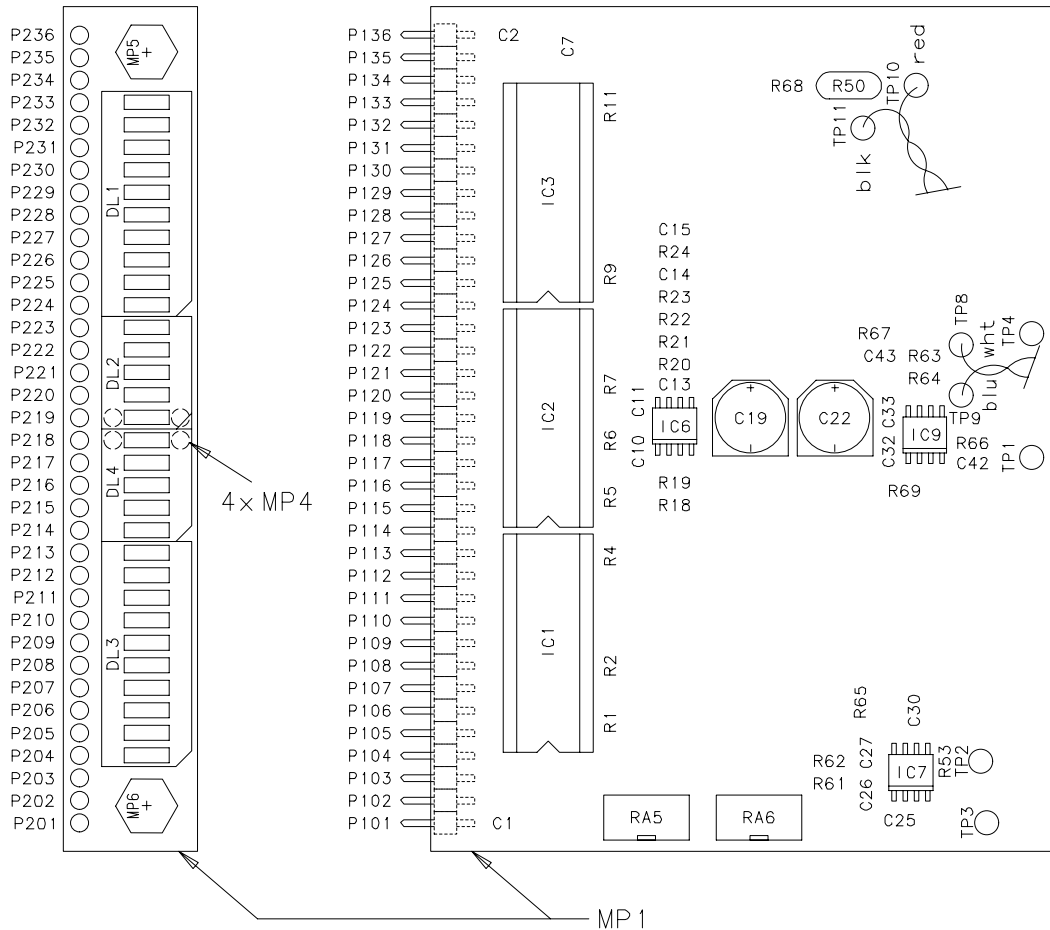 P236
P235
P234
P233
P232
P231
P230
P229
P228
P227
P226
P225
P224
P223
P222
P221
P220
P219
P218
P217
P216
P215
P214
P213
P212
P211
P210
P209
P208
P207
P206
P205
P204
P203
P202
P201
MP5
+
DL1
DL2
DL4
DL3
MP6
+
4x MP4
P136
P135
P134
P133
P132
P131
P130
P129
P128
P127
P126
P125
P124
P123
P122
P121
P120
P119
P118
P117
P116
P115
P114
P113
P112
P111
P110
P109
P108
P107
P106
P105
P104
P103
P102
P101
C2
C7
IC3
IC2
IC1
C1
R11
R9
R7
R6
R5
R4
R2
R1
RA5
RA6
C15
R24
C14
R23
R22
R21
R20
C13
C11
C10
IC6
R19
R18
+
C19
−
+
C22
−
R68
R50
TP10
red
TP11
blk
R67
C43
R63
R64
C33
C32
IC9
R66
C42
R69
TP8
wht
TP4
blu
TP9
TP1
R65
C30
R62
R61
C27
C26
IC7
R53
C25
TP2
TP3
MP1